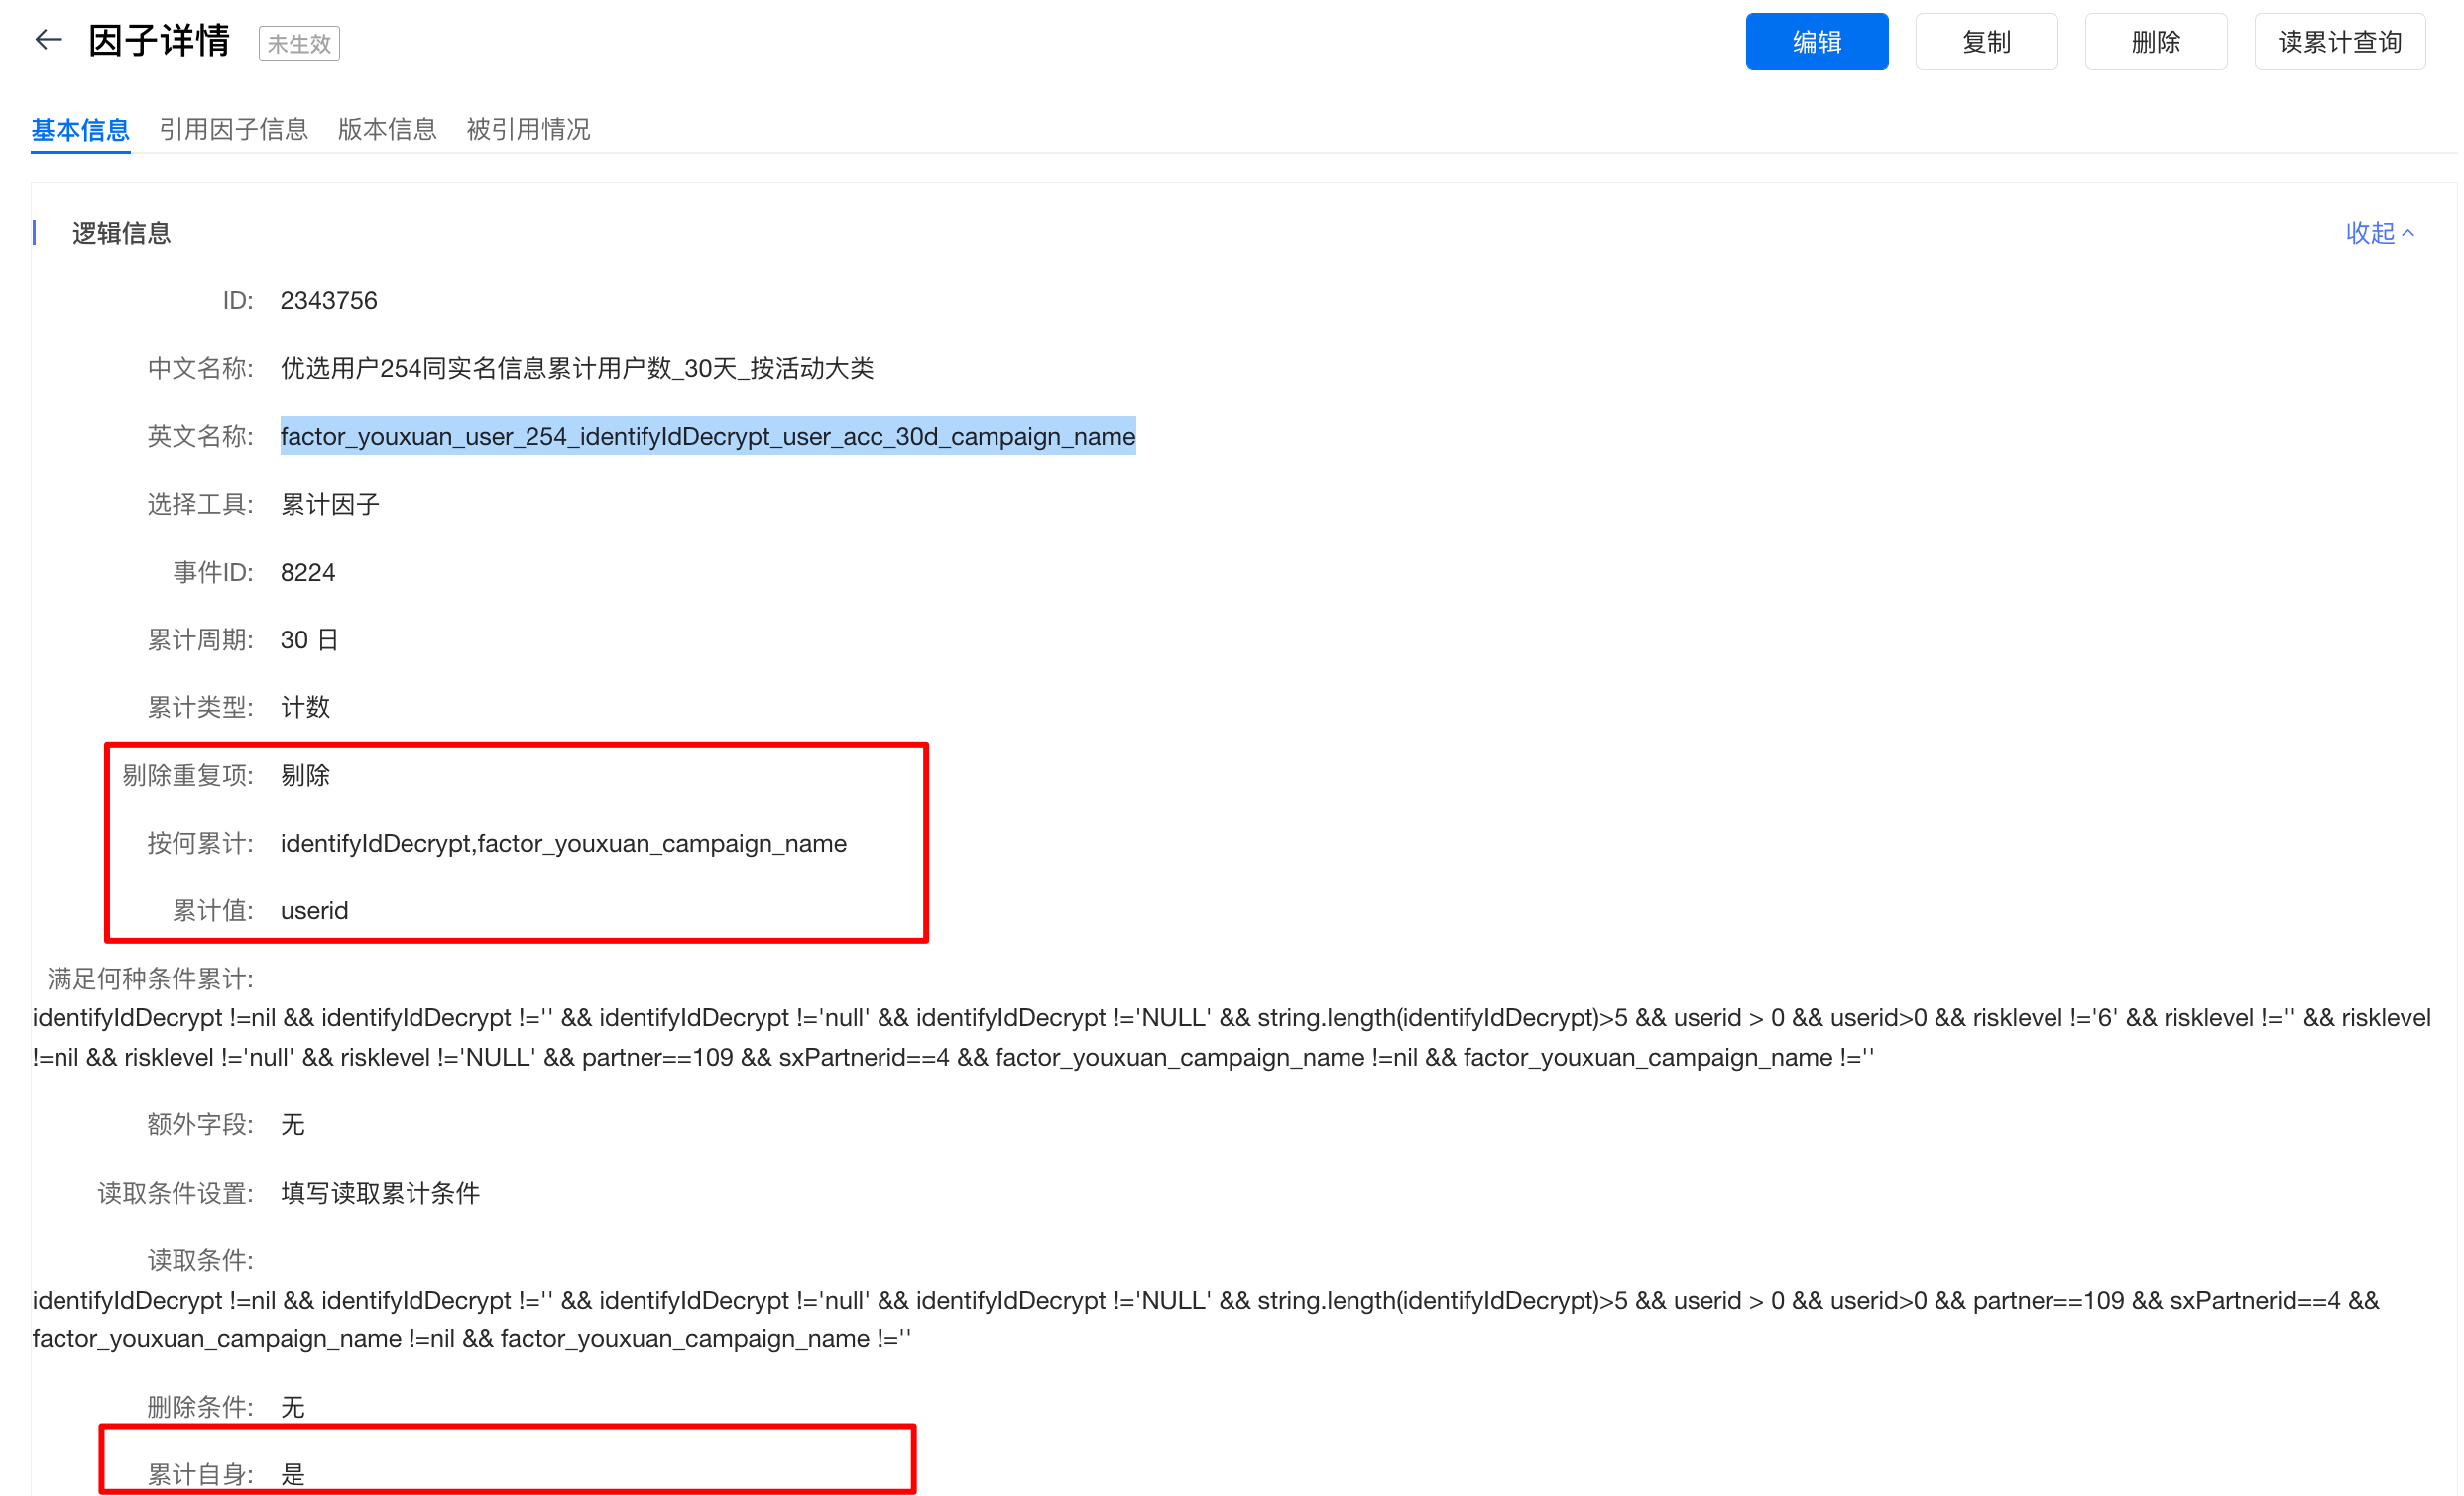 因子详情 未生效 编辑 复制 删除 读累计查询
基本信息 引用因子信息 版本信息 被引用情况
逻辑信息 收起
ID: 2343756
中文名称: 优选用户254同实名信息累计用户数_30天_按活动大类
英文名称: factor_youxuan_user_254_identifyIdDecrypt_user_acc_30d_campaign_name
选择工具: 累计因子
事件ID: 8224
累计周期: 30 日
累计类型: 计数
剔除重复项: 剔除
按何累计: identifyIdDecrypt,factor_youxuan_campaign_name
累计值: userid
满足何种条件累计:
identifyIdDecrypt !=nil && identifyIdDecrypt !='' && identifyIdDecrypt !='null' && identifyIdDecrypt !='NULL' && string.length(identifyIdDecrypt)>5 && userid > 0 && userid>0 && risklevel !='6' && risklevel !='' && risklevel
!=nil && risklevel !='null' && risklevel !='NULL' && partner==109 && sxPartnerid==4 && factor_youxuan_campaign_name !=nil && factor_youxuan_campaign_name !=''
额外字段: 无
读取条件设置: 填写读取累计条件
读取条件:
identifyIdDecrypt !=nil && identifyIdDecrypt !='' && identifyIdDecrypt !='null' && identifyIdDecrypt !='NULL' && string.length(identifyIdDecrypt)>5 && userid > 0 && userid>0 && partner==109 && sxPartnerid==4 &&
factor_youxuan_campaign_name !=nil && factor_youxuan_campaign_name !=''
删除条件: 无
累计自身: 是